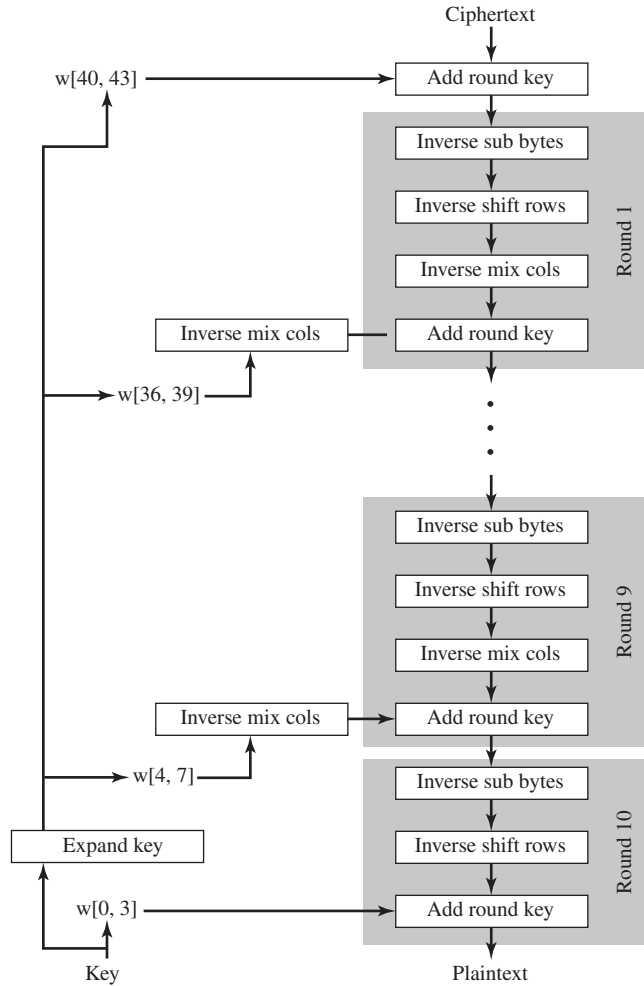 Ciphertext
w[40, 43]
Add round key
Inverse sub bytes
Inverse shift rows
Inverse mix cols
Add round key
Round 1
Inverse mix cols
w[36, 39]
Inverse sub bytes
Inverse shift rows
Inverse mix cols
Add round key
Round 9
Inverse mix cols
w[4, 7]
Inverse sub bytes
Inverse shift rows
Add round key
Round 10
Expand key
w[0, 3]
Key
Plaintext